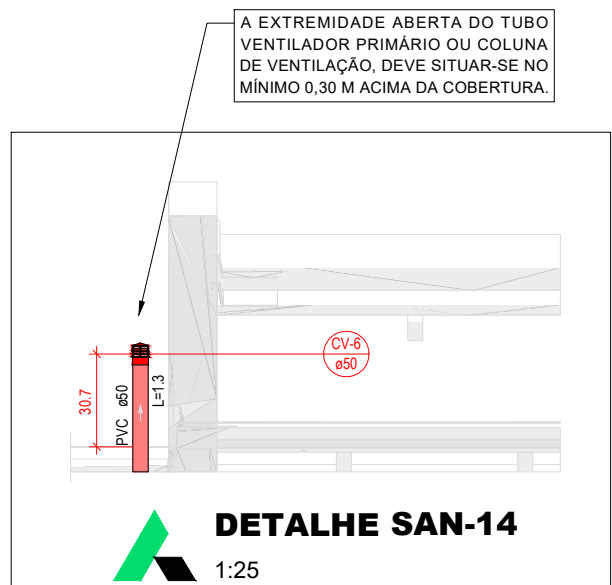 A EXTREMIDADE ABERTA DO TUBO
VENTILADOR PRIMÁRIO OU COLUNA
DE VENTILAÇÃO, DEVE SITUAR-SE NO
MÍNIMO 0,30 M ACIMA DA COBERTURA.
CV-6
ø50
30.7
PVC ø50
L=1.3
DETALHE SAN-14
1:25